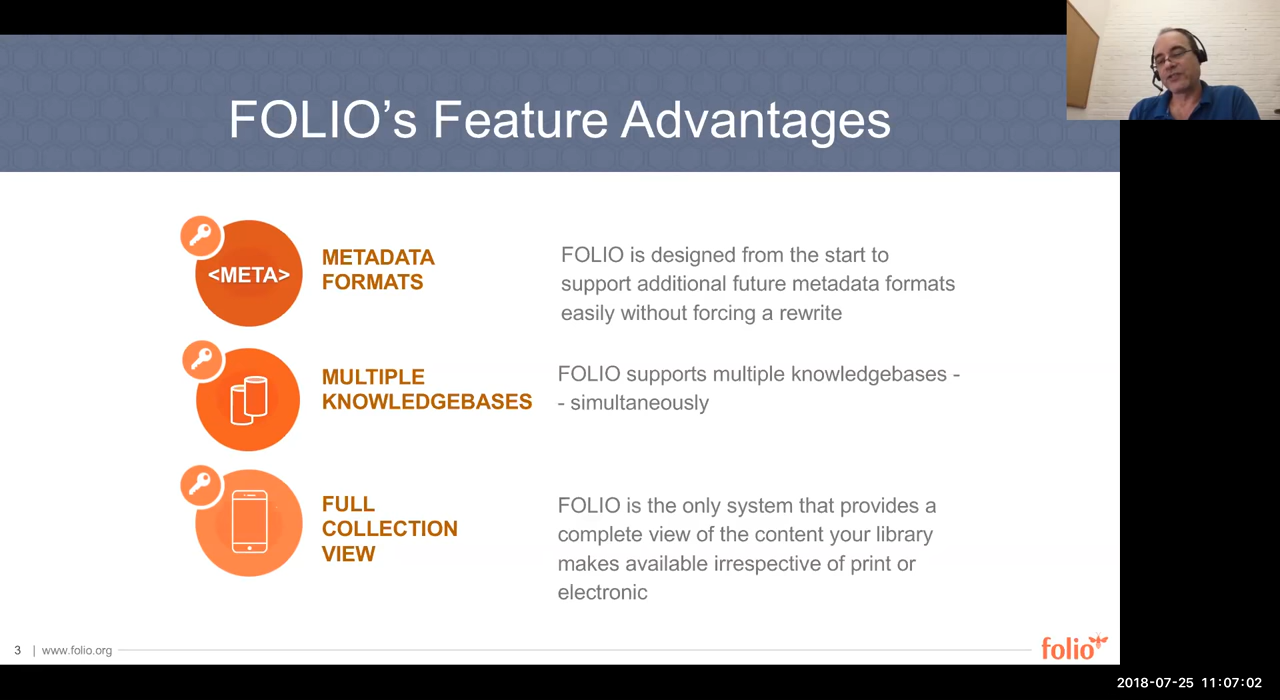 FOLIO’s Feature Advantages
<META>
METADATA
FORMATS
FOLIO is designed from the start to
support additional future metadata formats
easily without forcing a rewrite
MULTIPLE
KNOWLEDGEBASES
FOLIO supports multiple knowledgebases -
- simultaneously
FULL
COLLECTION
VIEW
FOLIO is the only system that provides a
complete view of the content your library
makes available irrespective of print or
electronic
3 | www.folio.org
folio
2018-07-25 11:07:02